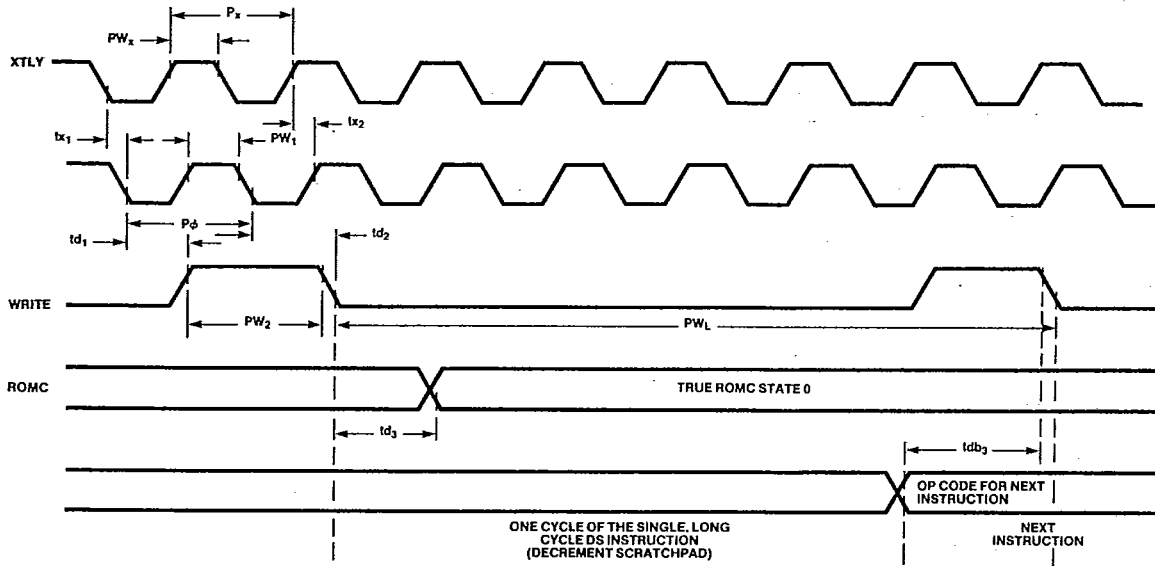 Px
PWx
XTLY
tx1
PW1
tx2
Pφ
td1
td2
WRITE
PW2
PWL
ROMC
TRUE ROMC STATE 0
td3
tdb3
OP CODE FOR NEXT
INSTRUCTION
ONE CYCLE OF THE SINGLE, LONG
CYCLE DS INSTRUCTION
(DECREMENT SCRATCHPAD)
NEXT
INSTRUCTION